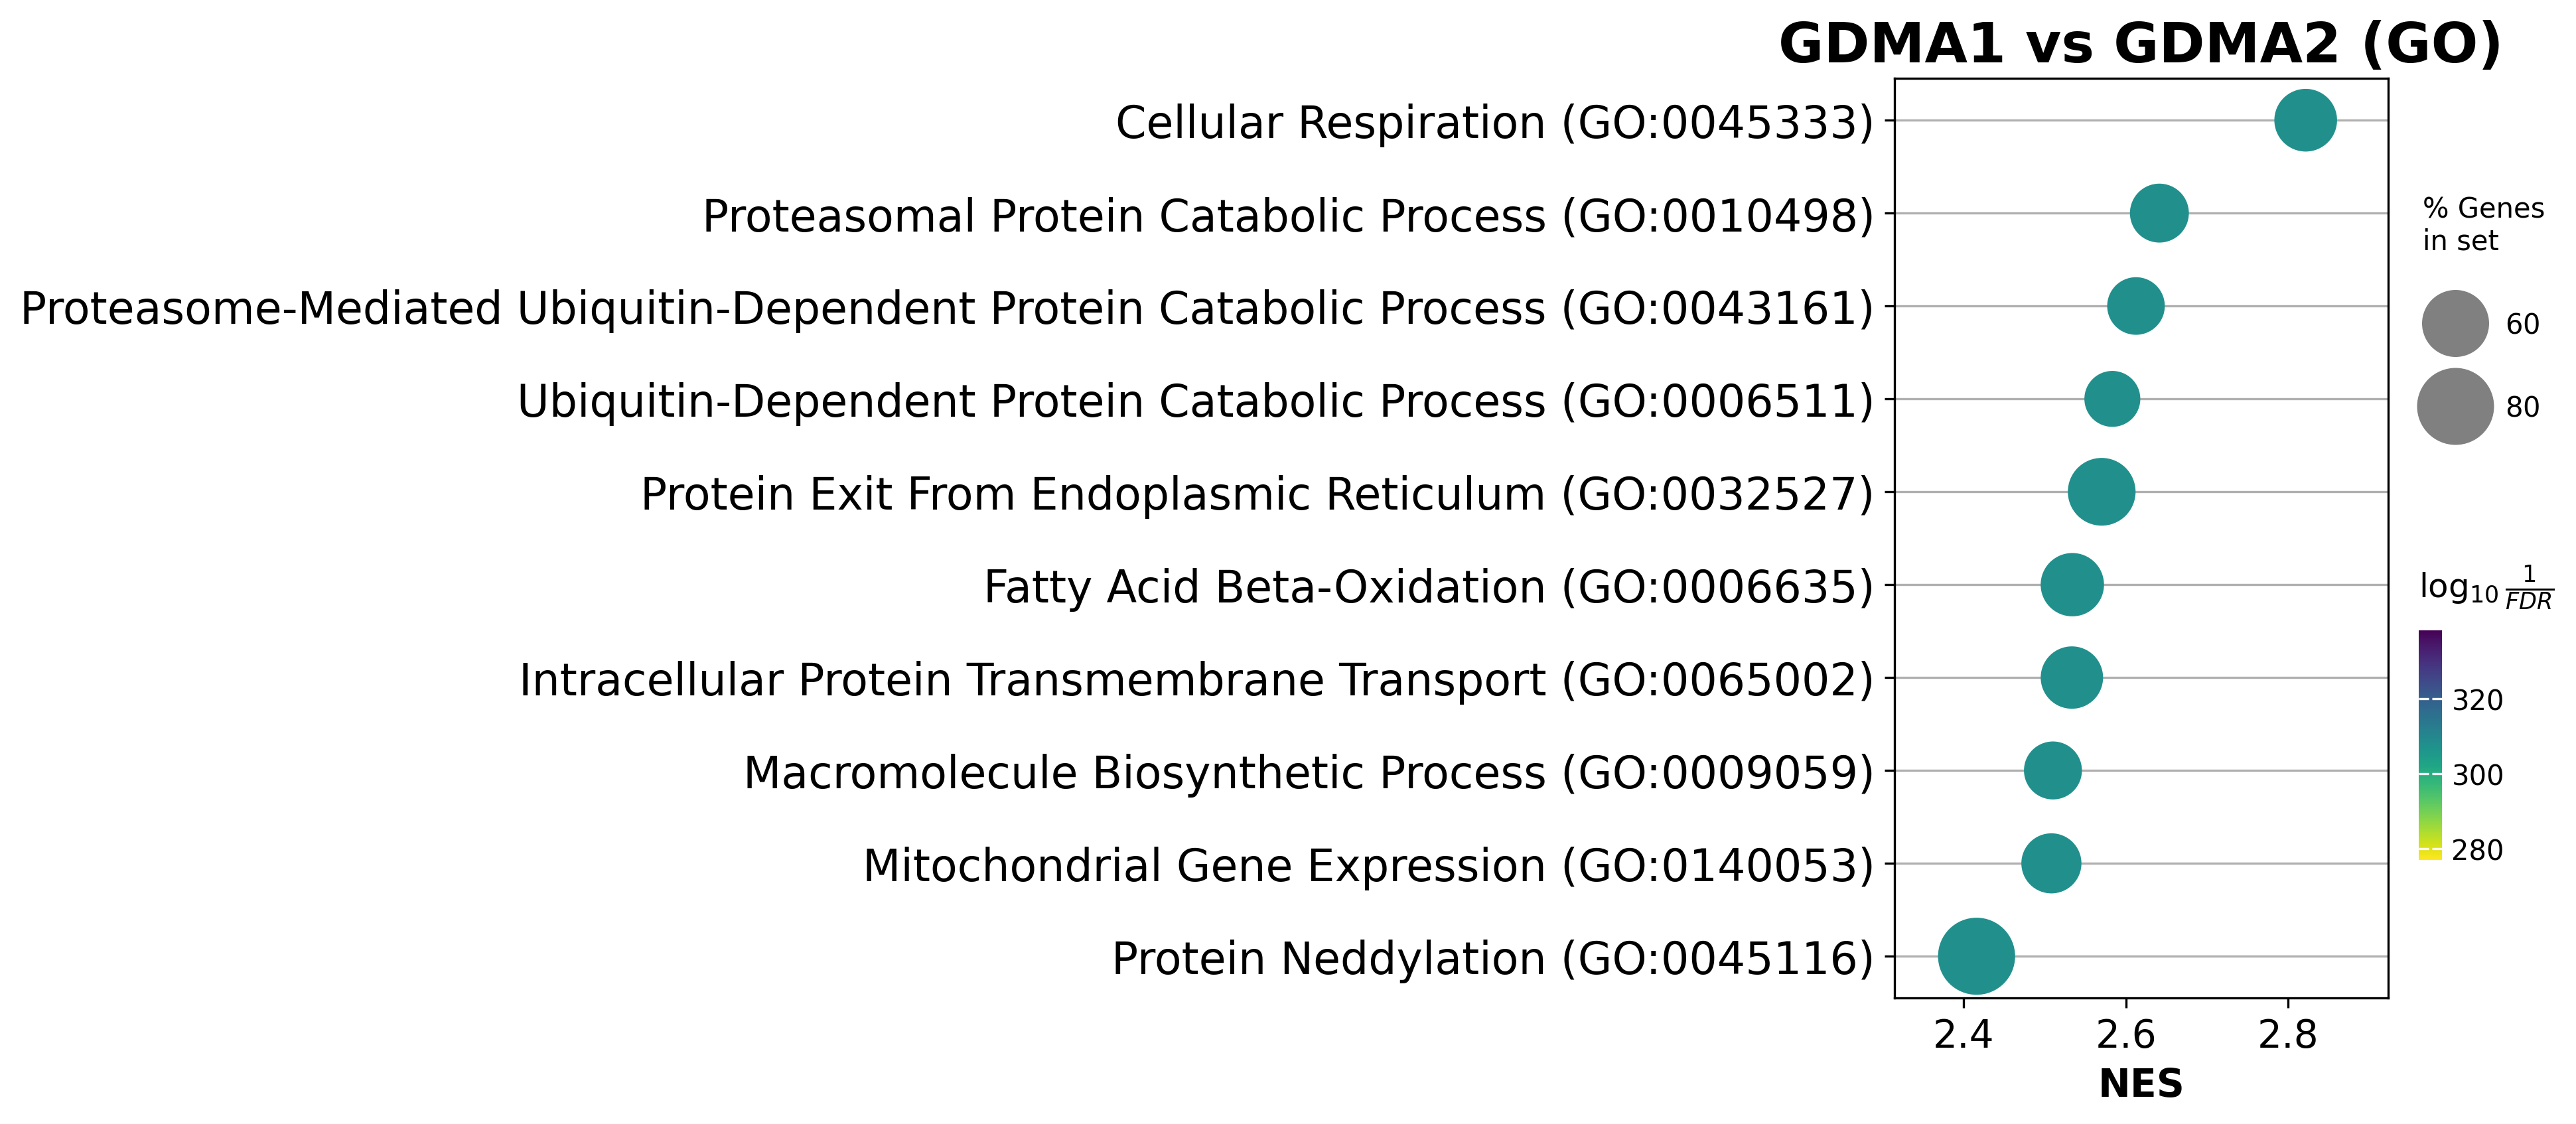 GDMA1 vs GDMA2 (GO)
Cellular Respiration (GO:0045333)
Proteasomal Protein Catabolic Process (GO:0010498)
Proteasome-Mediated Ubiquitin-Dependent Protein Catabolic Process (GO:0043161)
Ubiquitin-Dependent Protein Catabolic Process (GO:0006511)
Protein Exit From Endoplasmic Reticulum (GO:0032527)
Fatty Acid Beta-Oxidation (GO:0006635)
Intracellular Protein Transmembrane Transport (GO:0065002)
Macromolecule Biosynthetic Process (GO:0009059)
Mitochondrial Gene Expression (GO:0140053)
Protein Neddylation (GO:0045116)
2.4 2.6 2.8
NES
% Genes
in set
60
80
log₁₀ 1/FDR
320
300
280